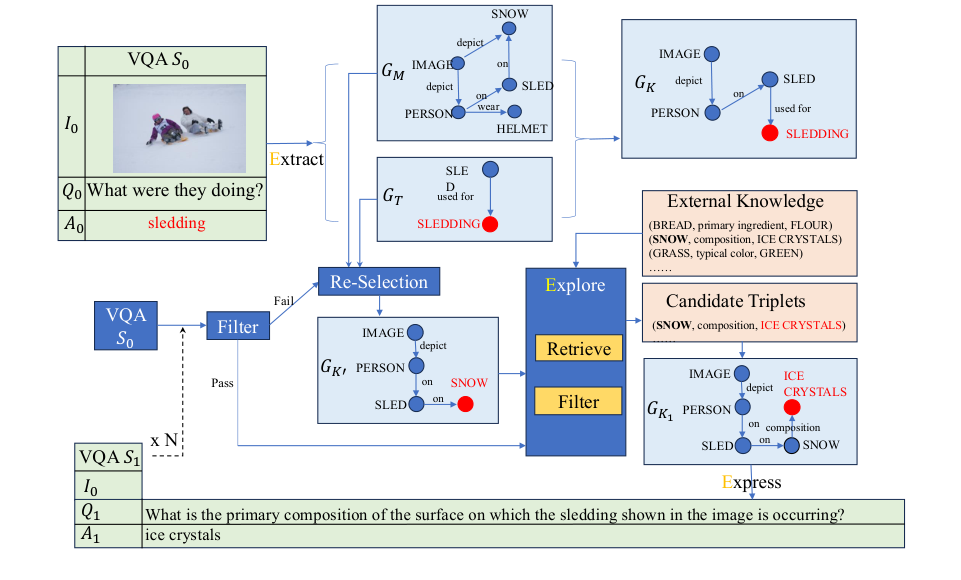 VQA S0
I0
Q0 What were they doing?
A0 sledding
Extract
GM
SNOW
depict
IMAGE
on
depict
SLED
on
wear
PERSON
HELMET
GT
SLE
D
used for
SLEDDING
GK
IMAGE
depict
SLED
PERSON
on
used for
SLEDDING
External Knowledge
(BREAD, primary ingredient, FLOUR)
(SNOW, composition, ICE CRYSTALS)
(GRASS, typical color, GREEN)
……
Re-Selection
Explore
Retrieve
Filter
Candidate Triplets
(SNOW, composition, ICE CRYSTALS)
……
VQA
S0
Filter
Fail
Pass
GK′
IMAGE
depict
PERSON
on
SNOW
SLED
on
GK1
IMAGE
ICE
CRYSTALS
depict
PERSON
on
composition
SLED
on
SNOW
x N
Express
VQA S1
I0
Q1 What is the primary composition of the surface on which the sledding shown in the image is occurring?
A1 ice crystals